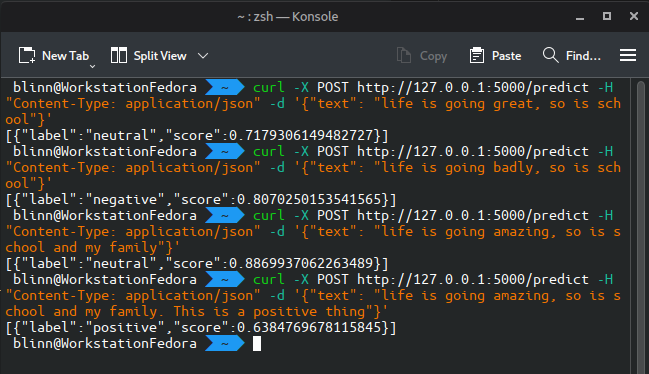 ~ : zsh — Konsole
New Tab Split View Copy Paste Find...
blinn@WorkstationFedora ~ curl -X POST http://127.0.0.1:5000/predict -H
"Content-Type: application/json" -d '{"text": "life is going great, so is sch
ool"}'
[{"label":"neutral","score":0.7179306149482727}]
blinn@WorkstationFedora ~ curl -X POST http://127.0.0.1:5000/predict -H
"Content-Type: application/json" -d '{"text": "life is going badly, so is sch
ool"}'
[{"label":"negative","score":0.8070250153541565}]
blinn@WorkstationFedora ~ curl -X POST http://127.0.0.1:5000/predict -H
"Content-Type: application/json" -d '{"text": "life is going amazing, so is s
chool and my family"}'
[{"label":"neutral","score":0.8869937062263489}]
blinn@WorkstationFedora ~ curl -X POST http://127.0.0.1:5000/predict -H
"Content-Type: application/json" -d '{"text": "life is going amazing, so is s
chool and my family. This is a positive thing"}'
[{"label":"positive","score":0.6384769678115845}]
blinn@WorkstationFedora ~